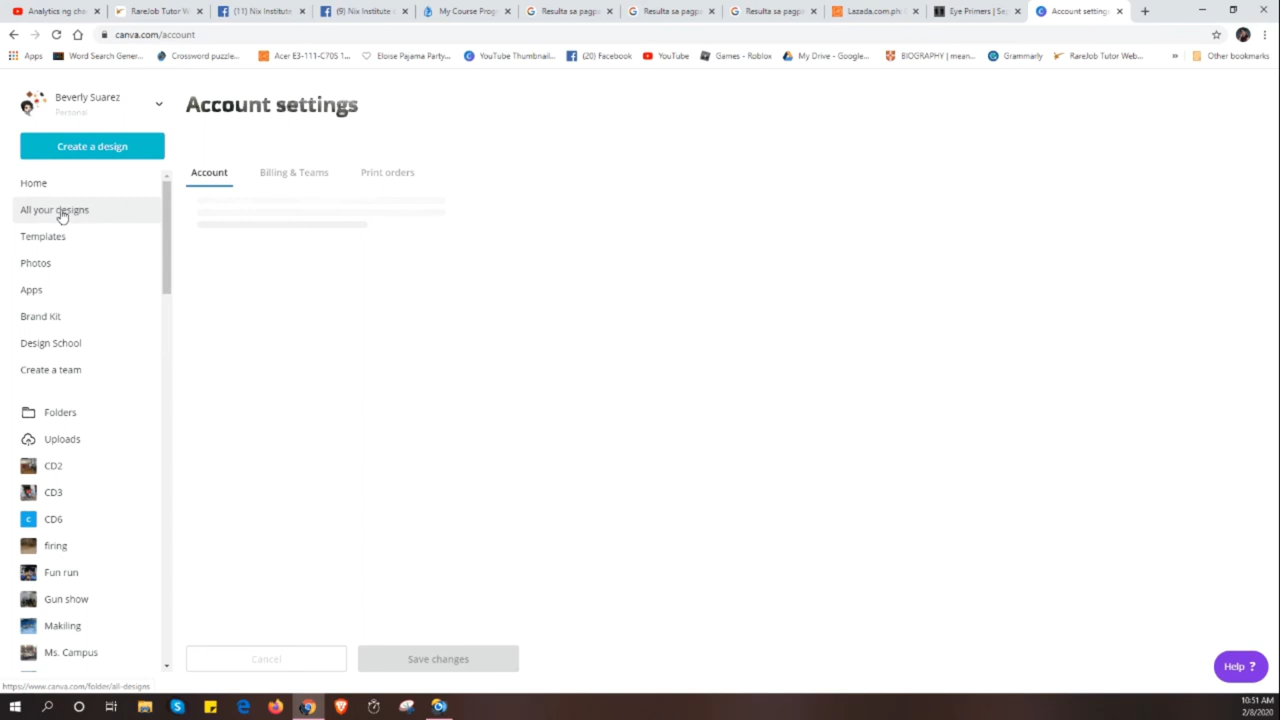 Analytics ng cha
RareJob Tutor W
(11) Nix Institute
(9) Nix Institute
My Course Prog
Resulta sa pagp
Resulta sa pagp
Resulta sa pagp
Lazada.com.ph:
Eye Primers | Se
Account settings
canva.com/account
Apps
Word Search Gener...
Crossword puzzle...
Acer E3-111-C705 1...
Eloise Pajama Party...
YouTube Thumbnail...
(20) Facebook
YouTube
Games - Roblox
My Drive - Google...
BIOGRAPHY | mean...
Grammarly
RareJob Tutor Web...
»
Other bookmarks
Beverly Suarez
Personal
Account settings
Create a design
Account
Billing & Teams
Print orders
Home
All your designs
Templates
Photos
Apps
Brand Kit
Design School
Create a team
Folders
Uploads
CD2
CD3
C
CD6
firing
Fun run
Gun show
Makiling
Ms. Campus
Cancel
Save changes
Help ?
https://www.canva.com/folder/all-designs
10:51 AM
2/8/2020